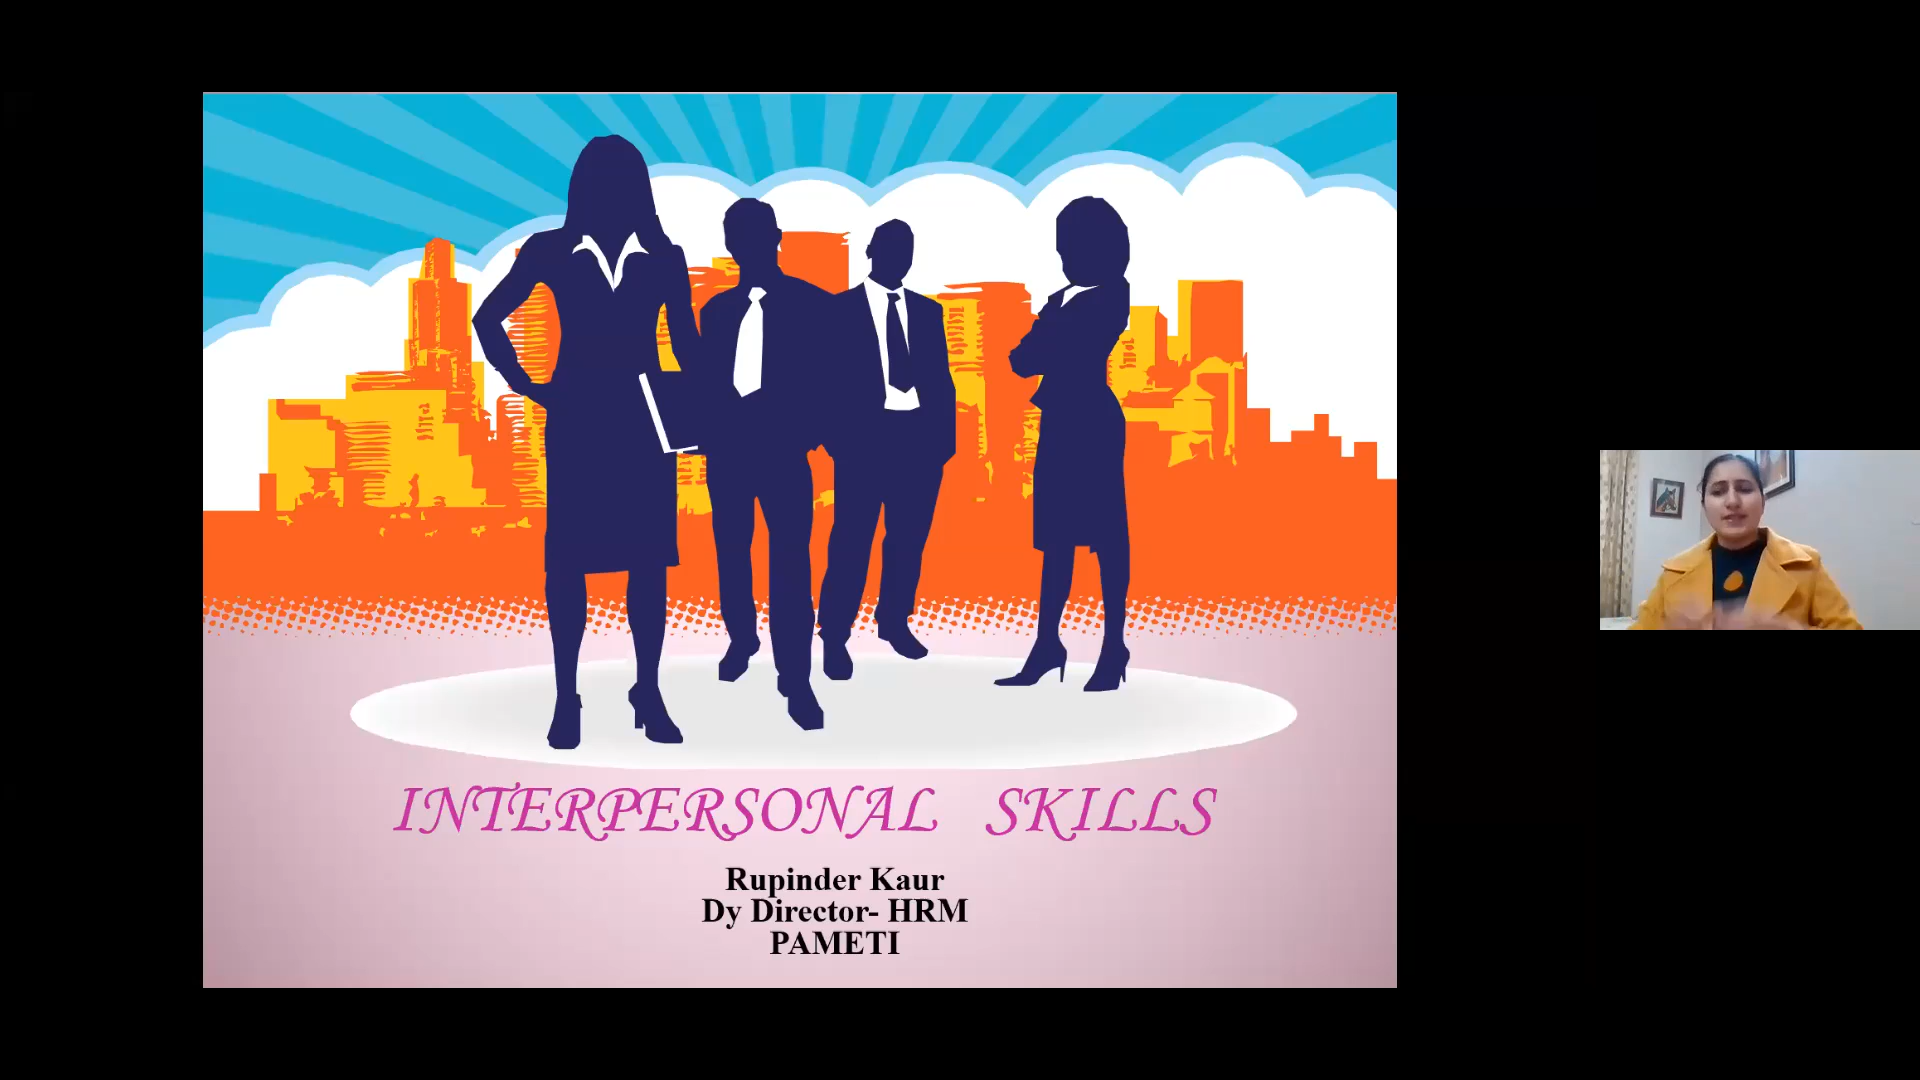 INTERPERSONAL SKILLS
Rupinder Kaur
Dy Director- HRM
PAMETI